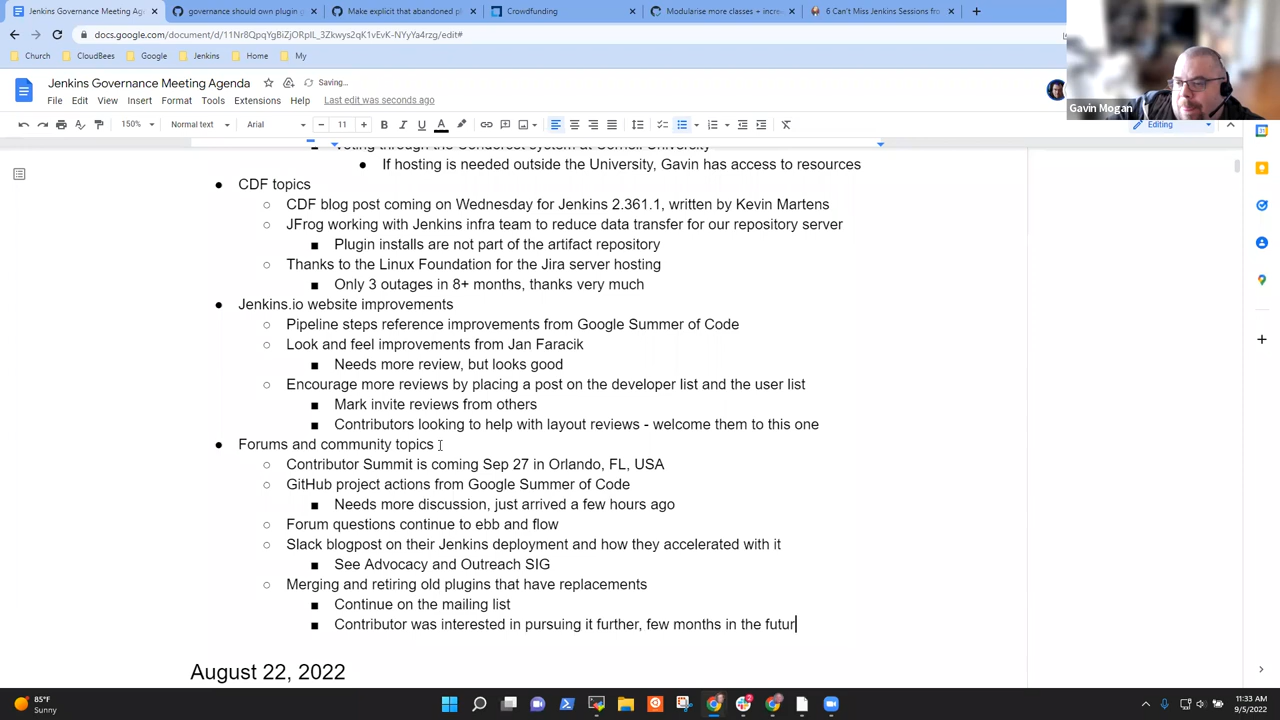 Jenkins Governance Meeting Age
governance should own plugin g
Make explicit that abandoned pl
Crowdfunding
Modularise more classes + incre
6 Can't Miss Jenkins Sessions fro
docs.google.com/document/d/11Nr8QpqYgBiZjORpIL_3Zkwys2qK1vEvK-NYyYa4rzg/edit#
Church CloudBees Google Jenkins Home My
Jenkins Governance Meeting Agenda Saving...
File Edit View Insert Format Tools Extensions Help Last edit was seconds ago
150% Normal text Arial 11 Editing
Gavin Mogan
Voting through the Condorcet system at Cornell University
If hosting is needed outside the University, Gavin has access to resources
CDF topics
CDF blog post coming on Wednesday for Jenkins 2.361.1, written by Kevin Martens
JFrog working with Jenkins infra team to reduce data transfer for our repository server
Plugin installs are not part of the artifact repository
Thanks to the Linux Foundation for the Jira server hosting
Only 3 outages in 8+ months, thanks very much
Jenkins.io website improvements
Pipeline steps reference improvements from Google Summer of Code
Look and feel improvements from Jan Faracik
Needs more review, but looks good
Encourage more reviews by placing a post on the developer list and the user list
Mark invite reviews from others
Contributors looking to help with layout reviews - welcome them to this one
Forums and community topics
Contributor Summit is coming Sep 27 in Orlando, FL, USA
GitHub project actions from Google Summer of Code
Needs more discussion, just arrived a few hours ago
Forum questions continue to ebb and flow
Slack blogpost on their Jenkins deployment and how they accelerated with it
See Advocacy and Outreach SIG
Merging and retiring old plugins that have replacements
Continue on the mailing list
Contributor was interested in pursuing it further, few months in the futur
August 22, 2022
85°F
Sunny
11:33 AM
9/5/2022